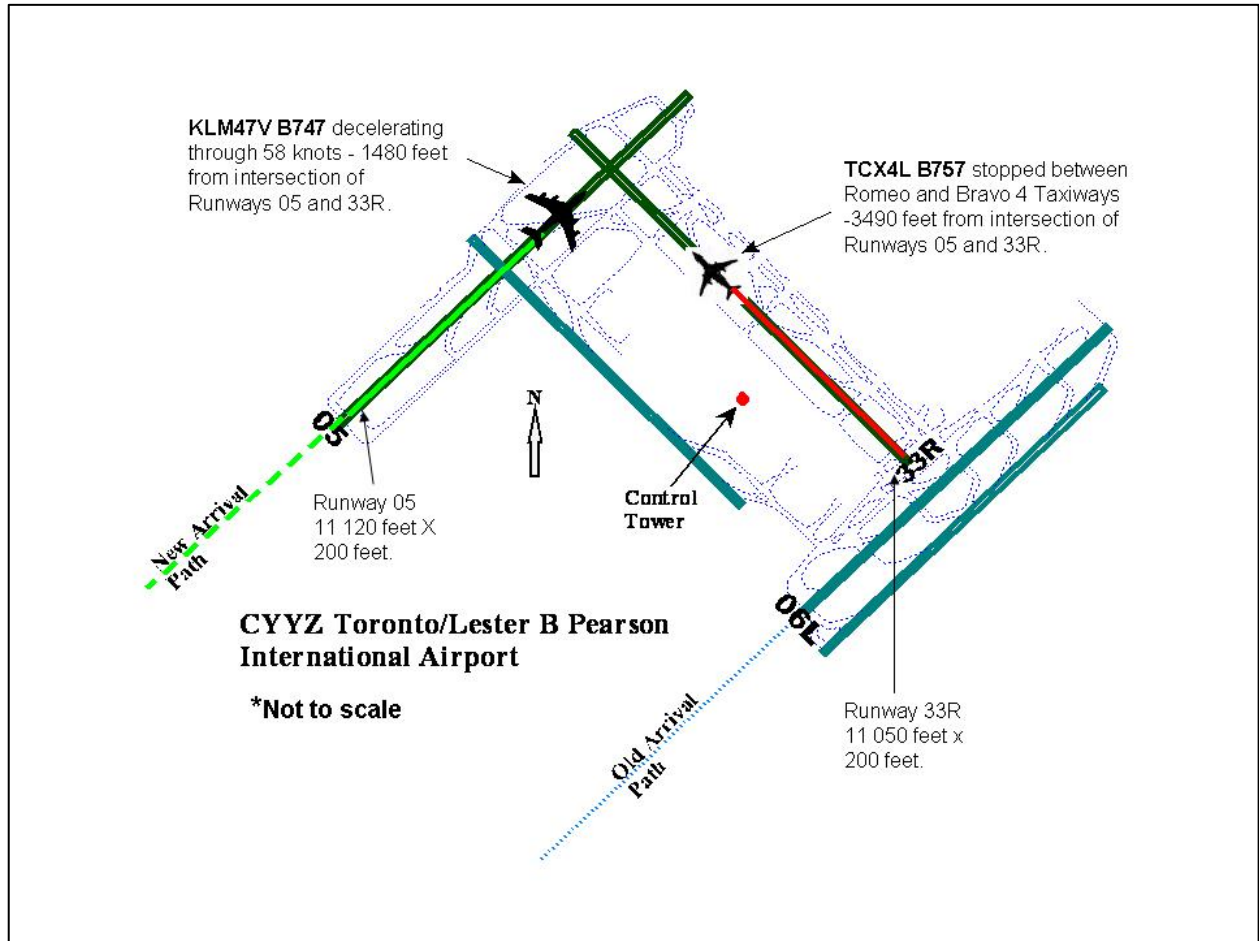 KLM47V B747 decelerating
through 58 knots - 1480 feet
from intersection of
Runways 05 and 33R.
TCX4L B757 stopped between
Romeo and Bravo 4 Taxiways
-3490 feet from intersection of
Runways 05 and 33R.
05
N
33R
Runway 05
11 120 feet X
200 feet.
Control
Tower
New Arrival
Path
06L
CYYZ Toronto/Lester B Pearson
International Airport
*Not to scale
Old Arrival
Path
Runway 33R
11 050 feet x
200 feet.